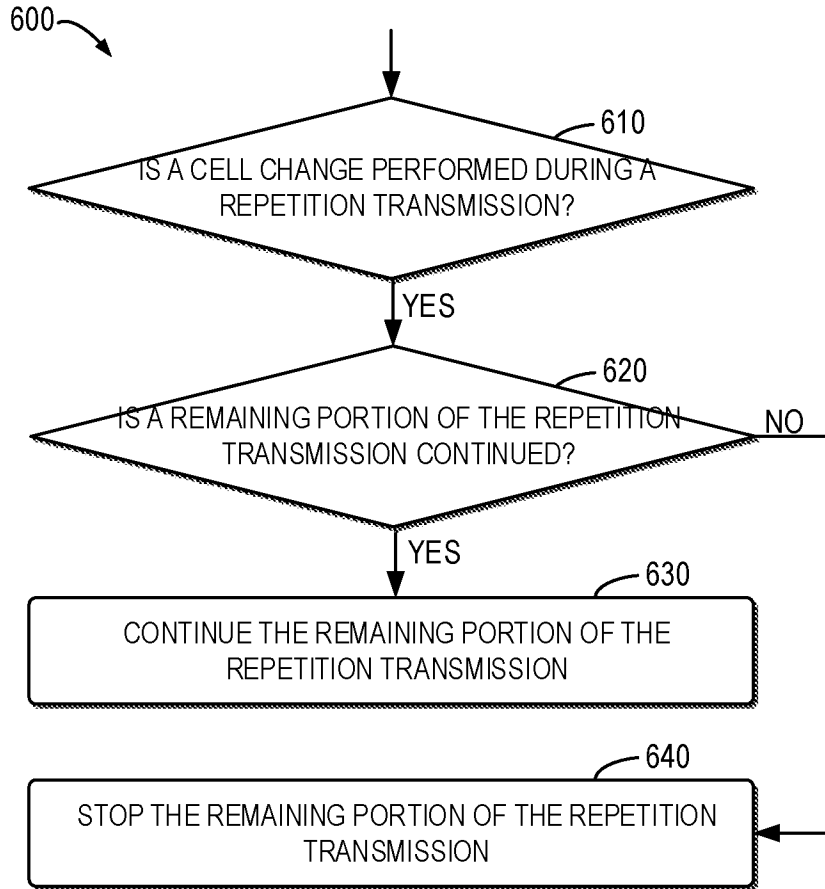 600
610
IS A CELL CHANGE PERFORMED DURING A
REPETITION TRANSMISSION?
YES
620
IS A REMAINING PORTION OF THE REPETITION
TRANSMISSION CONTINUED?
NO
YES
630
CONTINUE THE REMAINING PORTION OF THE
REPETITION TRANSMISSION
640
STOP THE REMAINING PORTION OF THE REPETITION
TRANSMISSION